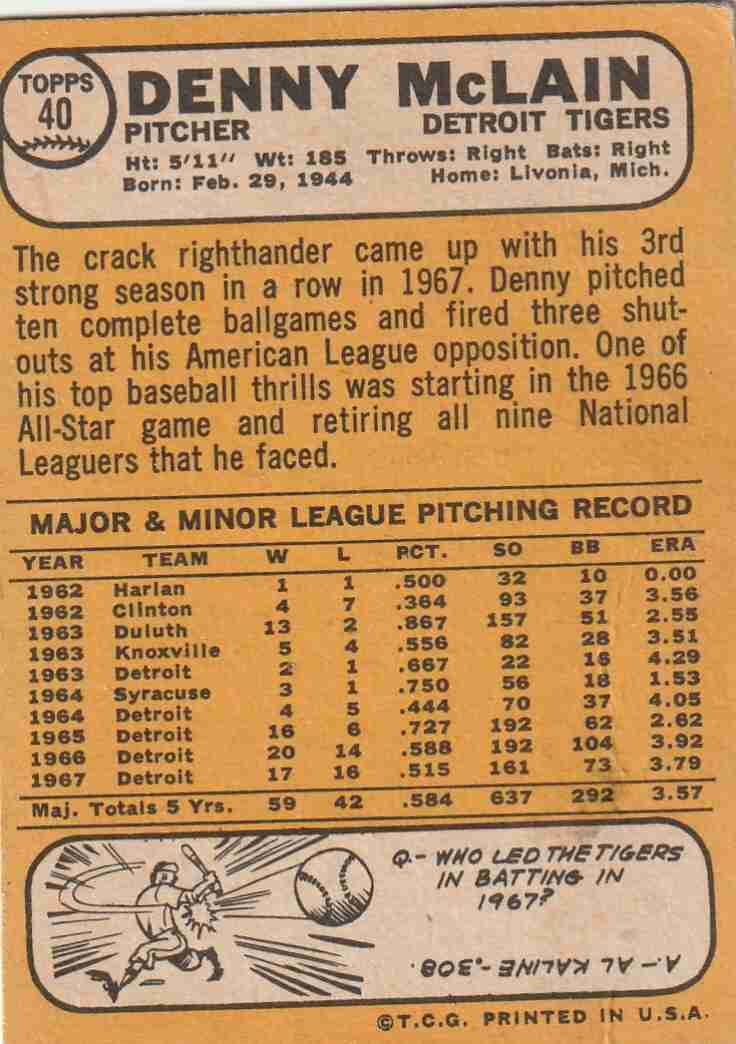 TOPPS
40
DENNY McLAIN
PITCHER DETROIT TIGERS
Ht: 5'11" Wt: 185 Throws: Right Bats: Right
Born: Feb. 29, 1944 Home: Livonia, Mich.
The crack righthander came up with his 3rd
strong season in a row in 1967. Denny pitched
ten complete ballgames and fired three shut-
outs at his American League opposition. One of
his top baseball thrills was starting in the 1966
All-Star game and retiring all nine National
Leaguers that he faced.
MAJOR & MINOR LEAGUE PITCHING RECORD
YEAR TEAM W L PCT. SO BB ERA
1962 Harlan 1 1 .500 32 10 0.00
1962 Clinton 4 7 .364 93 37 3.56
1963 Duluth 13 2 .867 157 51 2.55
1963 Knoxville 5 4 .556 82 28 3.51
1963 Detroit 2 1 .667 22 16 4.29
1964 Syracuse 3 1 .750 56 18 1.53
1964 Detroit 4 5 .444 70 37 4.05
1965 Detroit 16 6 .727 192 62 2.62
1966 Detroit 20 14 .588 192 104 3.92
1967 Detroit 17 16 .515 161 73 3.79
Maj. Totals 5 Yrs. 59 42 .584 637 292 3.57
Q.- WHO LED THE TIGERS
IN BATTING IN
1967?
A.- AL KALINE -.308.
©T.C.G. PRINTED IN U.S.A.